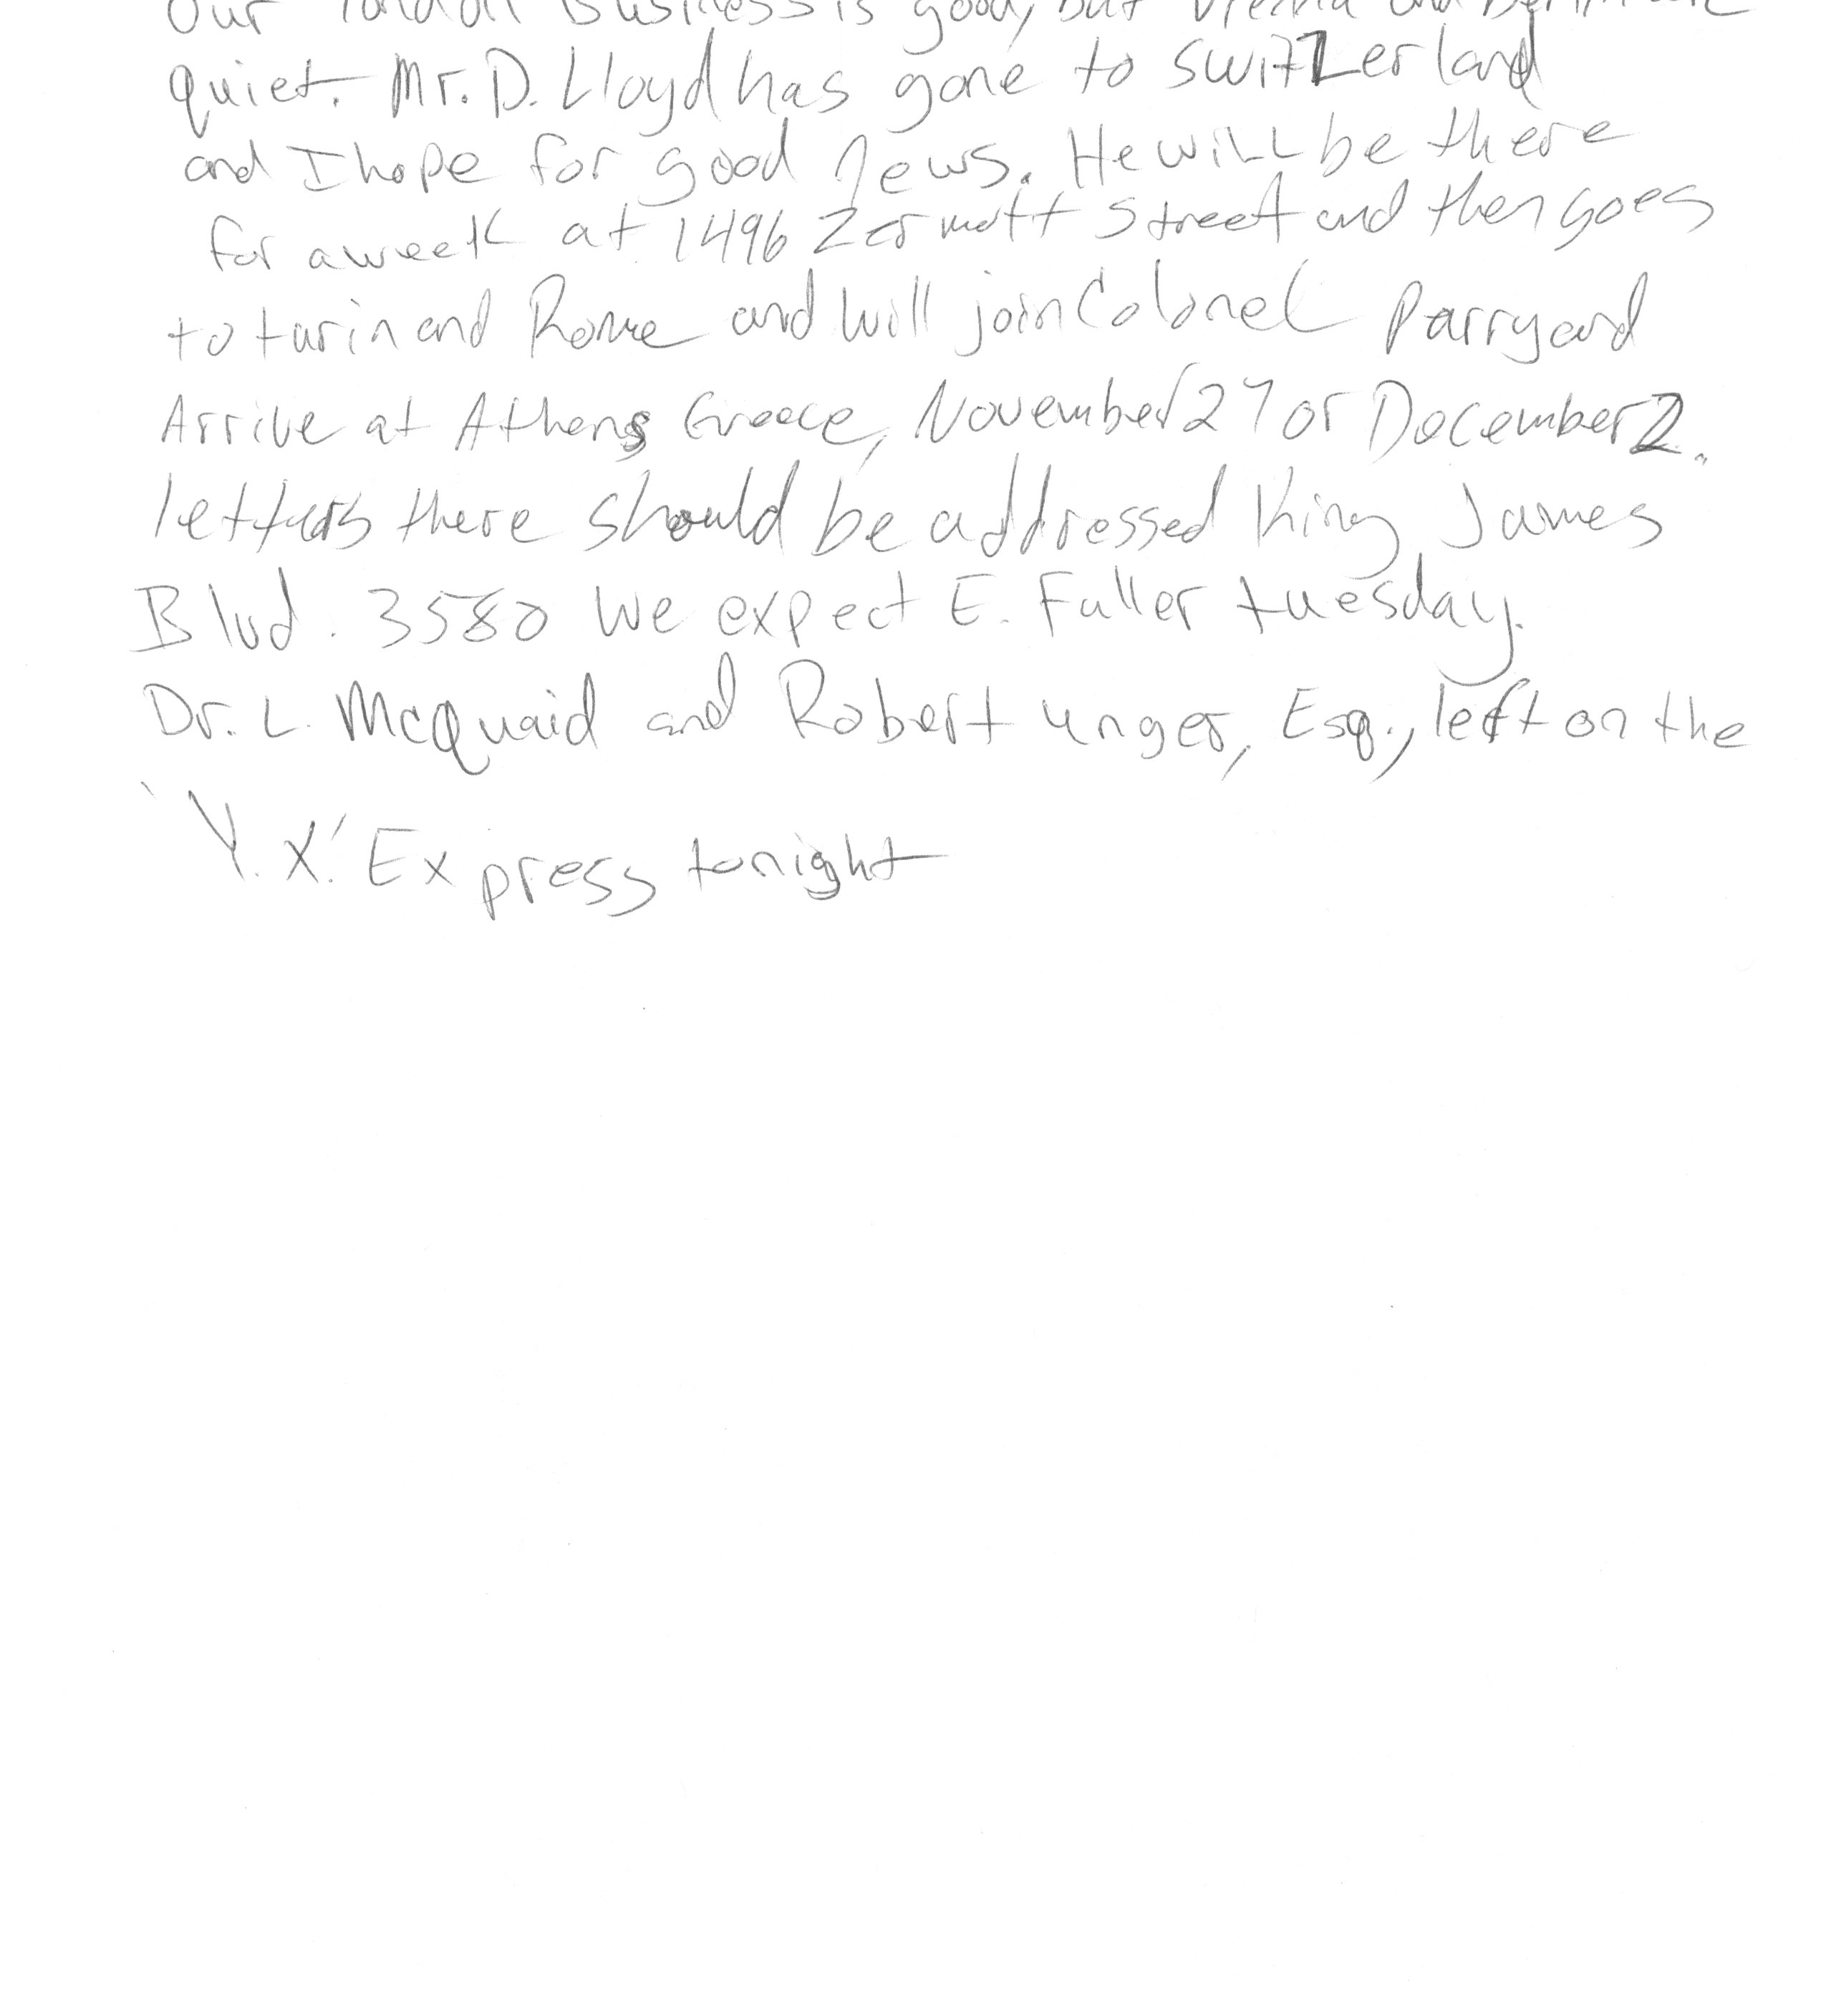 Our london Business is good, but Vienna and Berlin are
quiet. Mr. D. Lloyd has gone to switzerland
and I hope for good news. He will be there
for a week at 1496 Zermott Street and then goes
to turin and Rome and will join Colonel Parry and
Arrive at Athens Greece, November 27 or December 2.
letters there should be addressed King James
Blvd. 3580 We expect E. Fuller tuesday.
Dr. L. McQuaid and Robert unger, Esq., left on the
'Y.X.' Express tonight